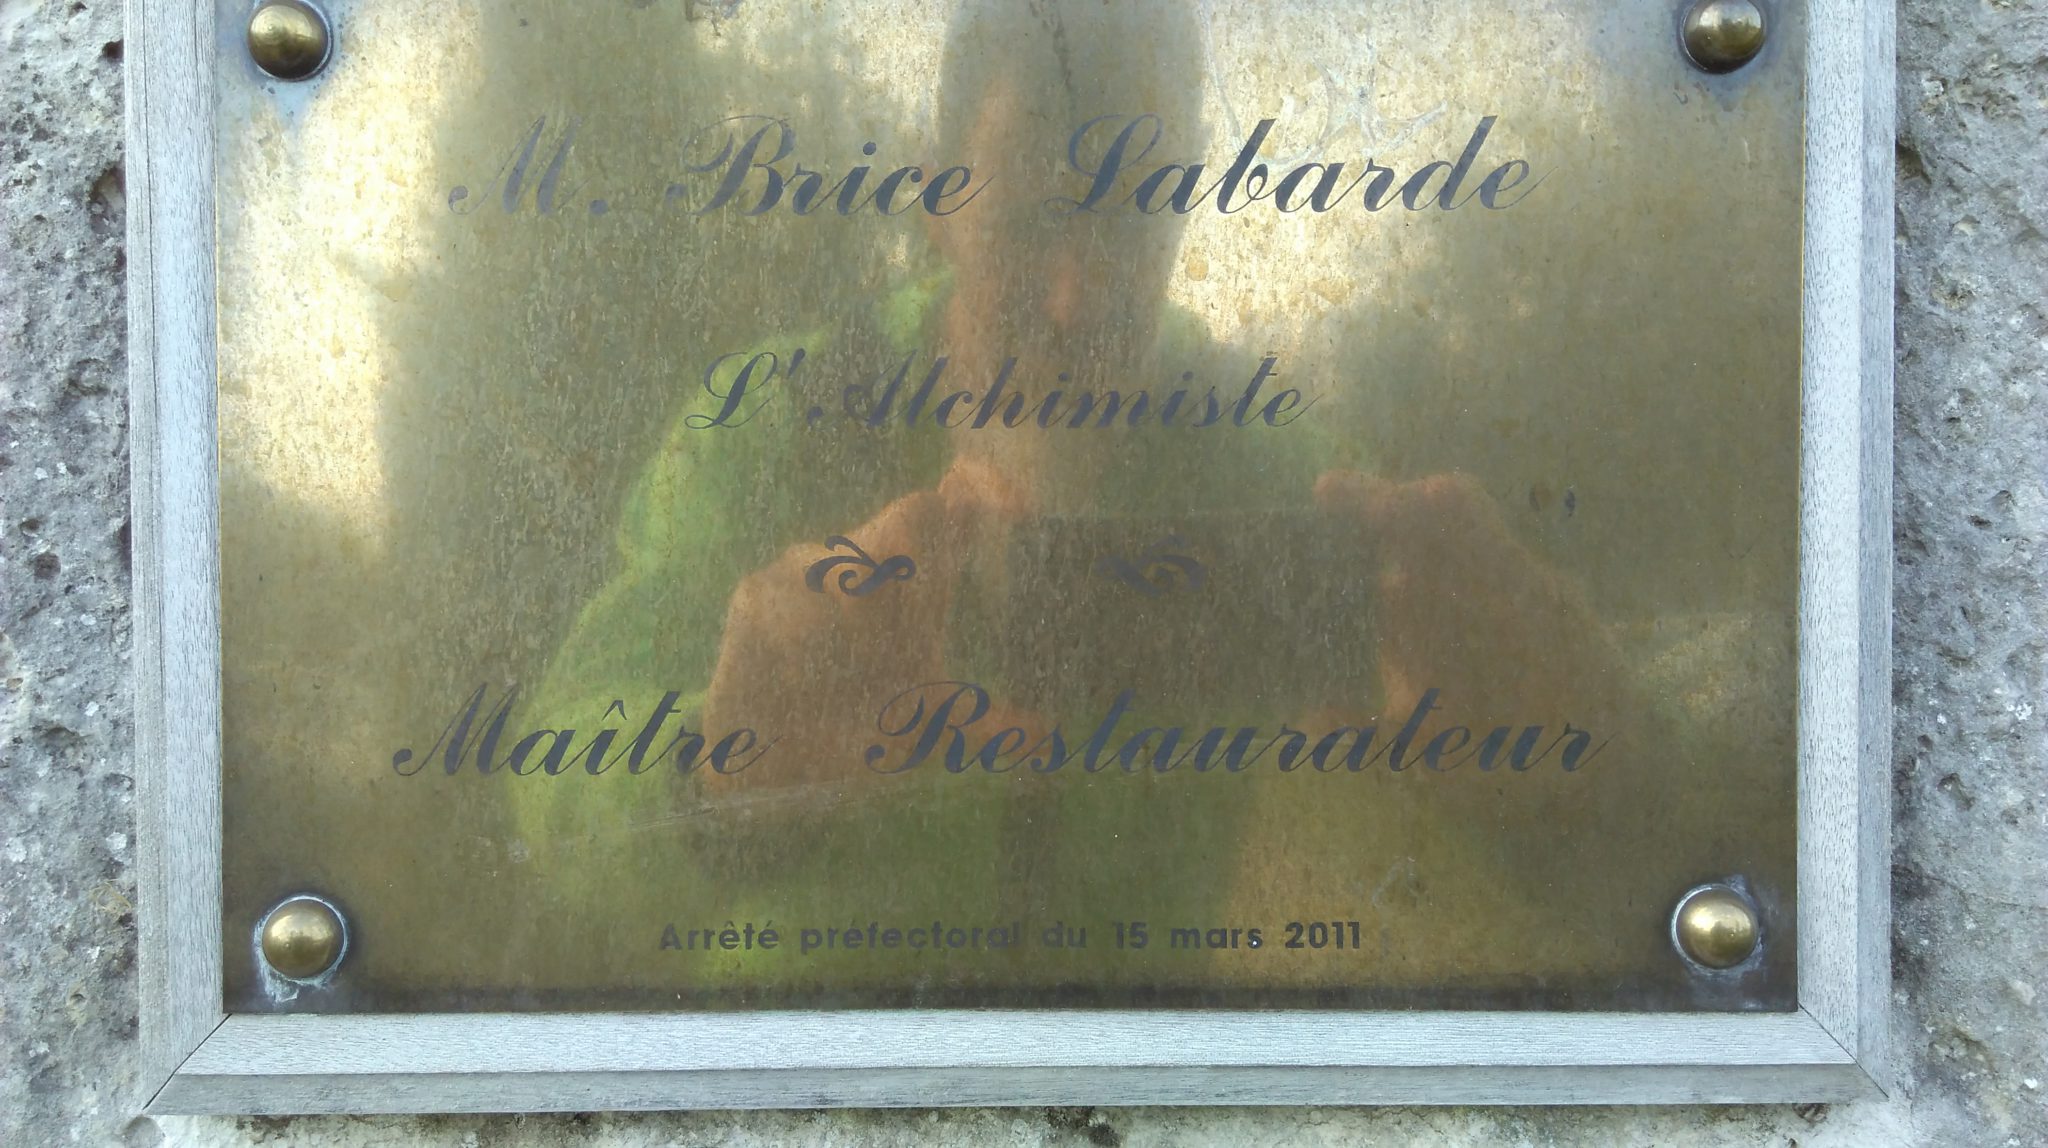 M. Brice Labarde
L'Alchimiste
Maître Restaurateur
Arrêté préfectoral du 15 mars 2011